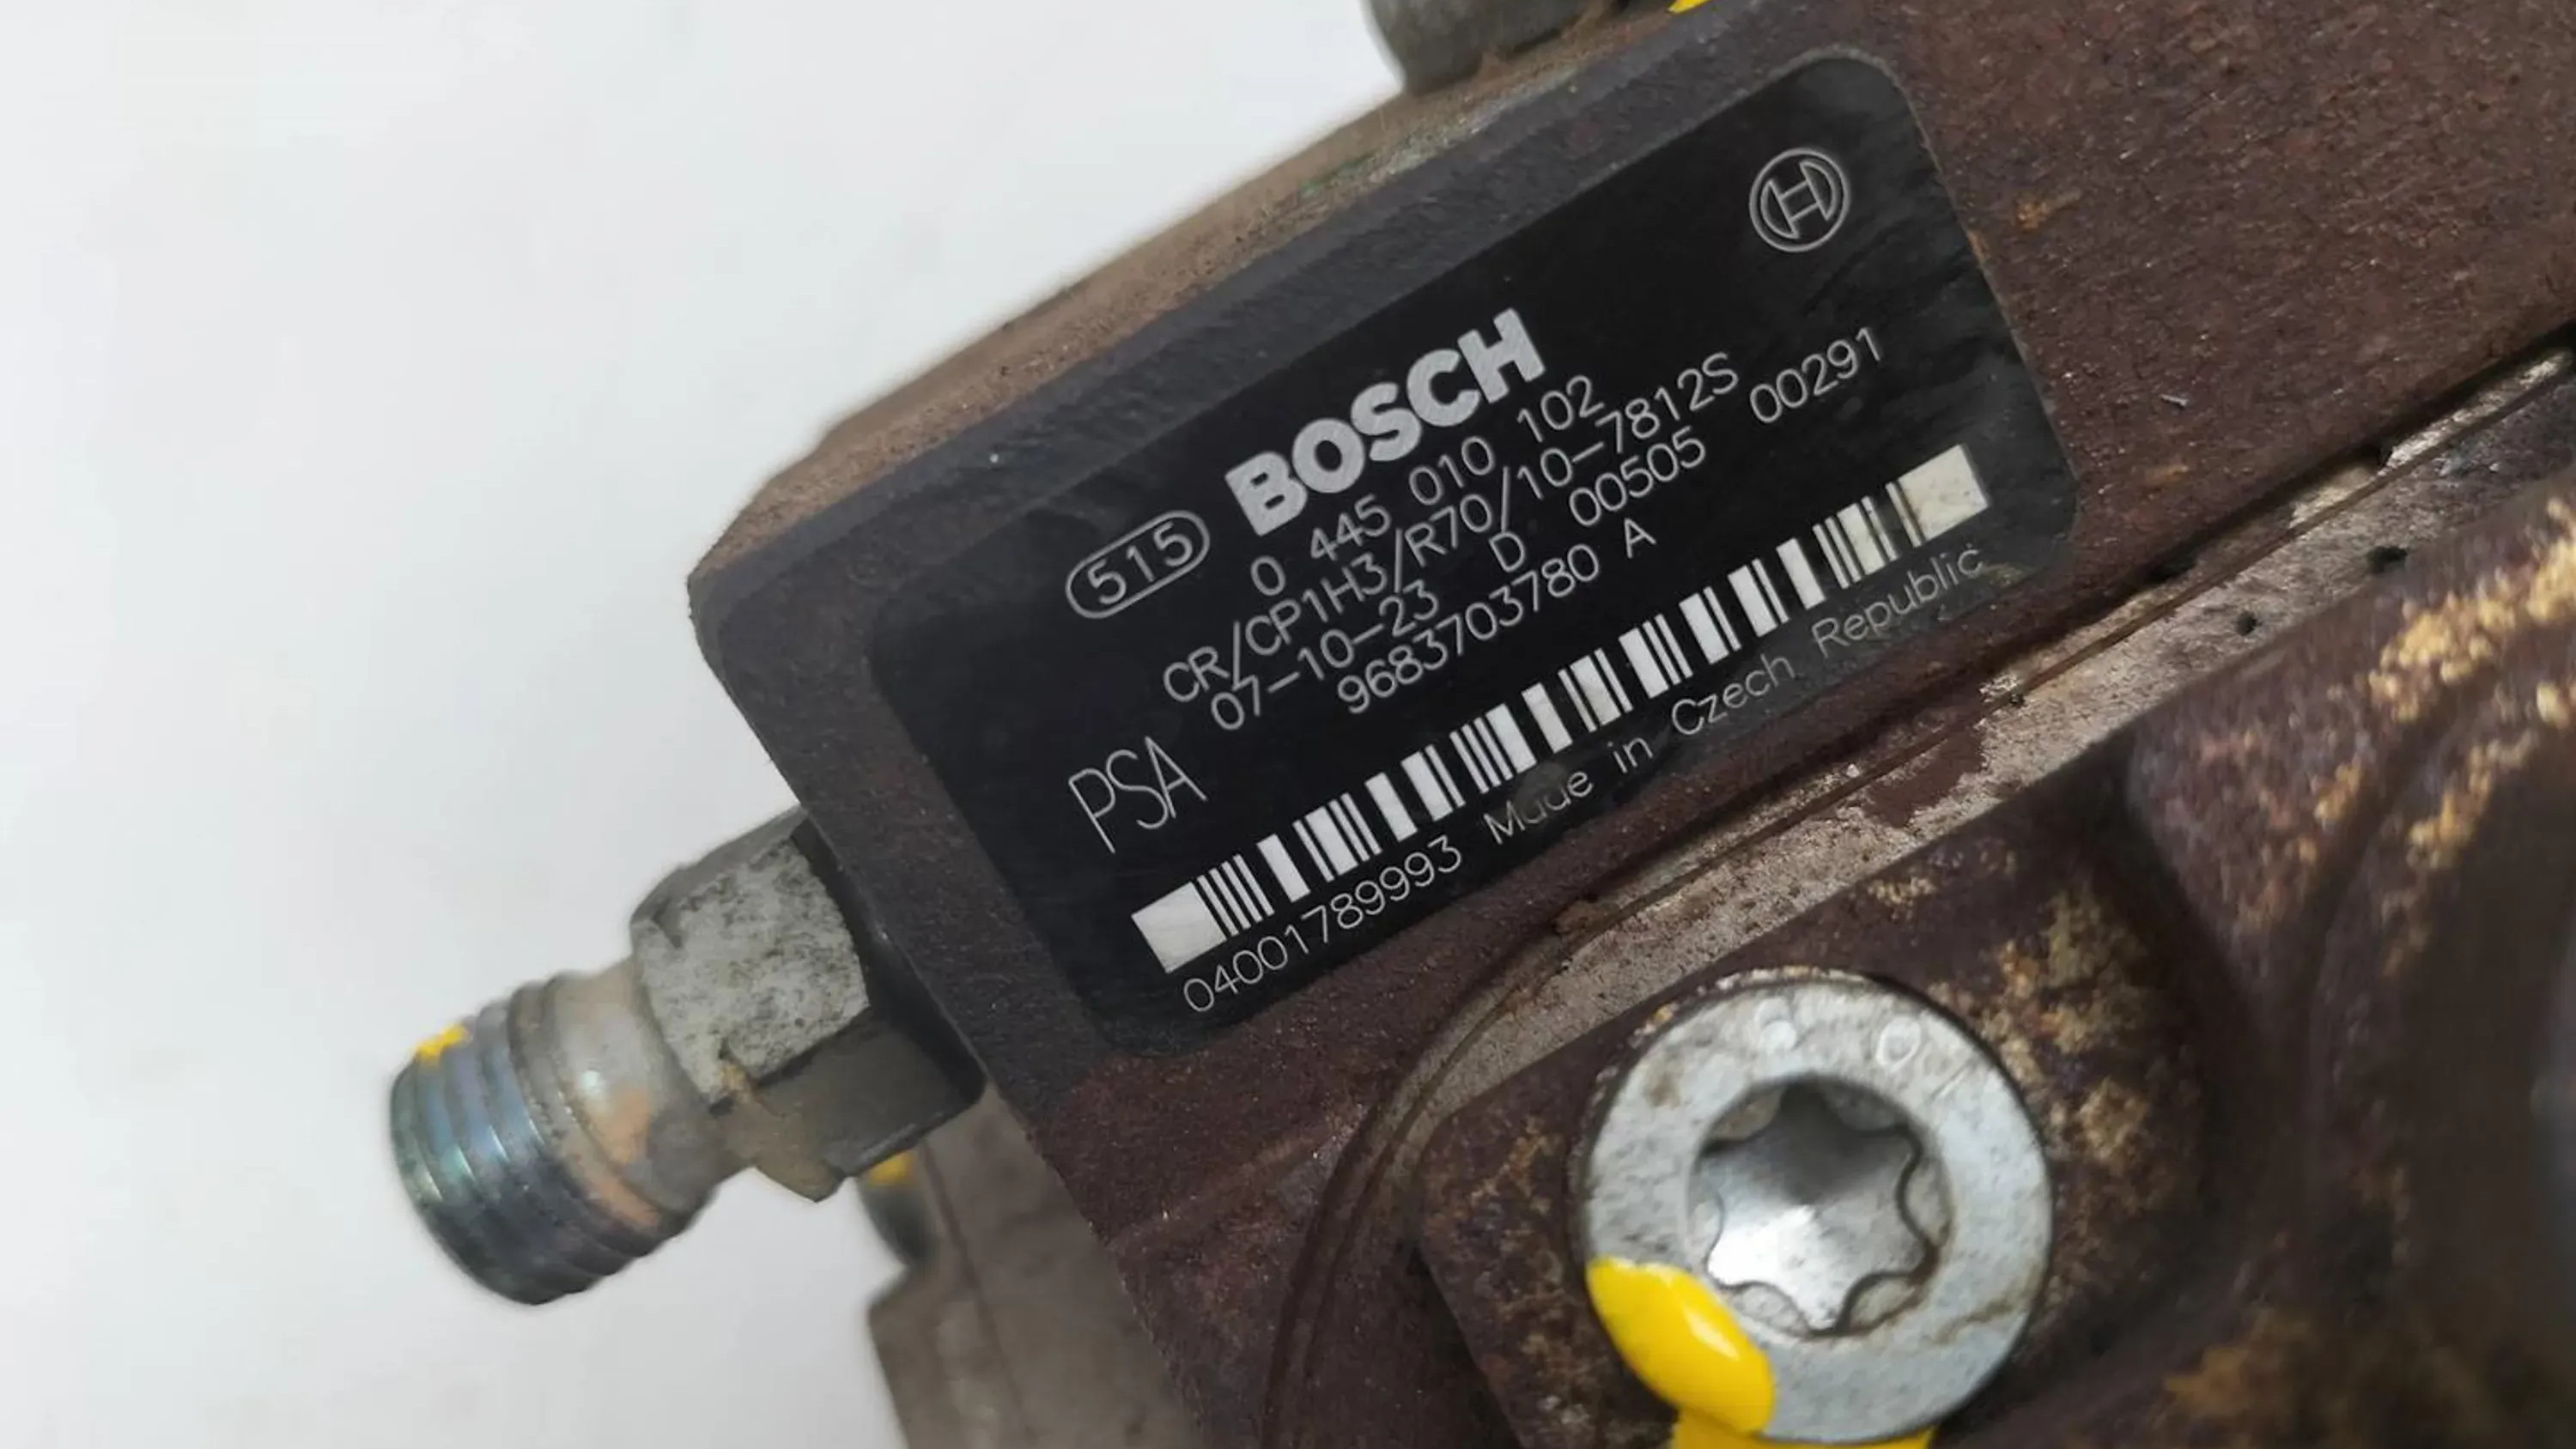 515 BOSCH
0 445 010 102
CR/CP1H3/R70/10-7812S
07-10-23 D 00505 00291
9683703780 A
PSA
04001789993 Made in Czech Republic